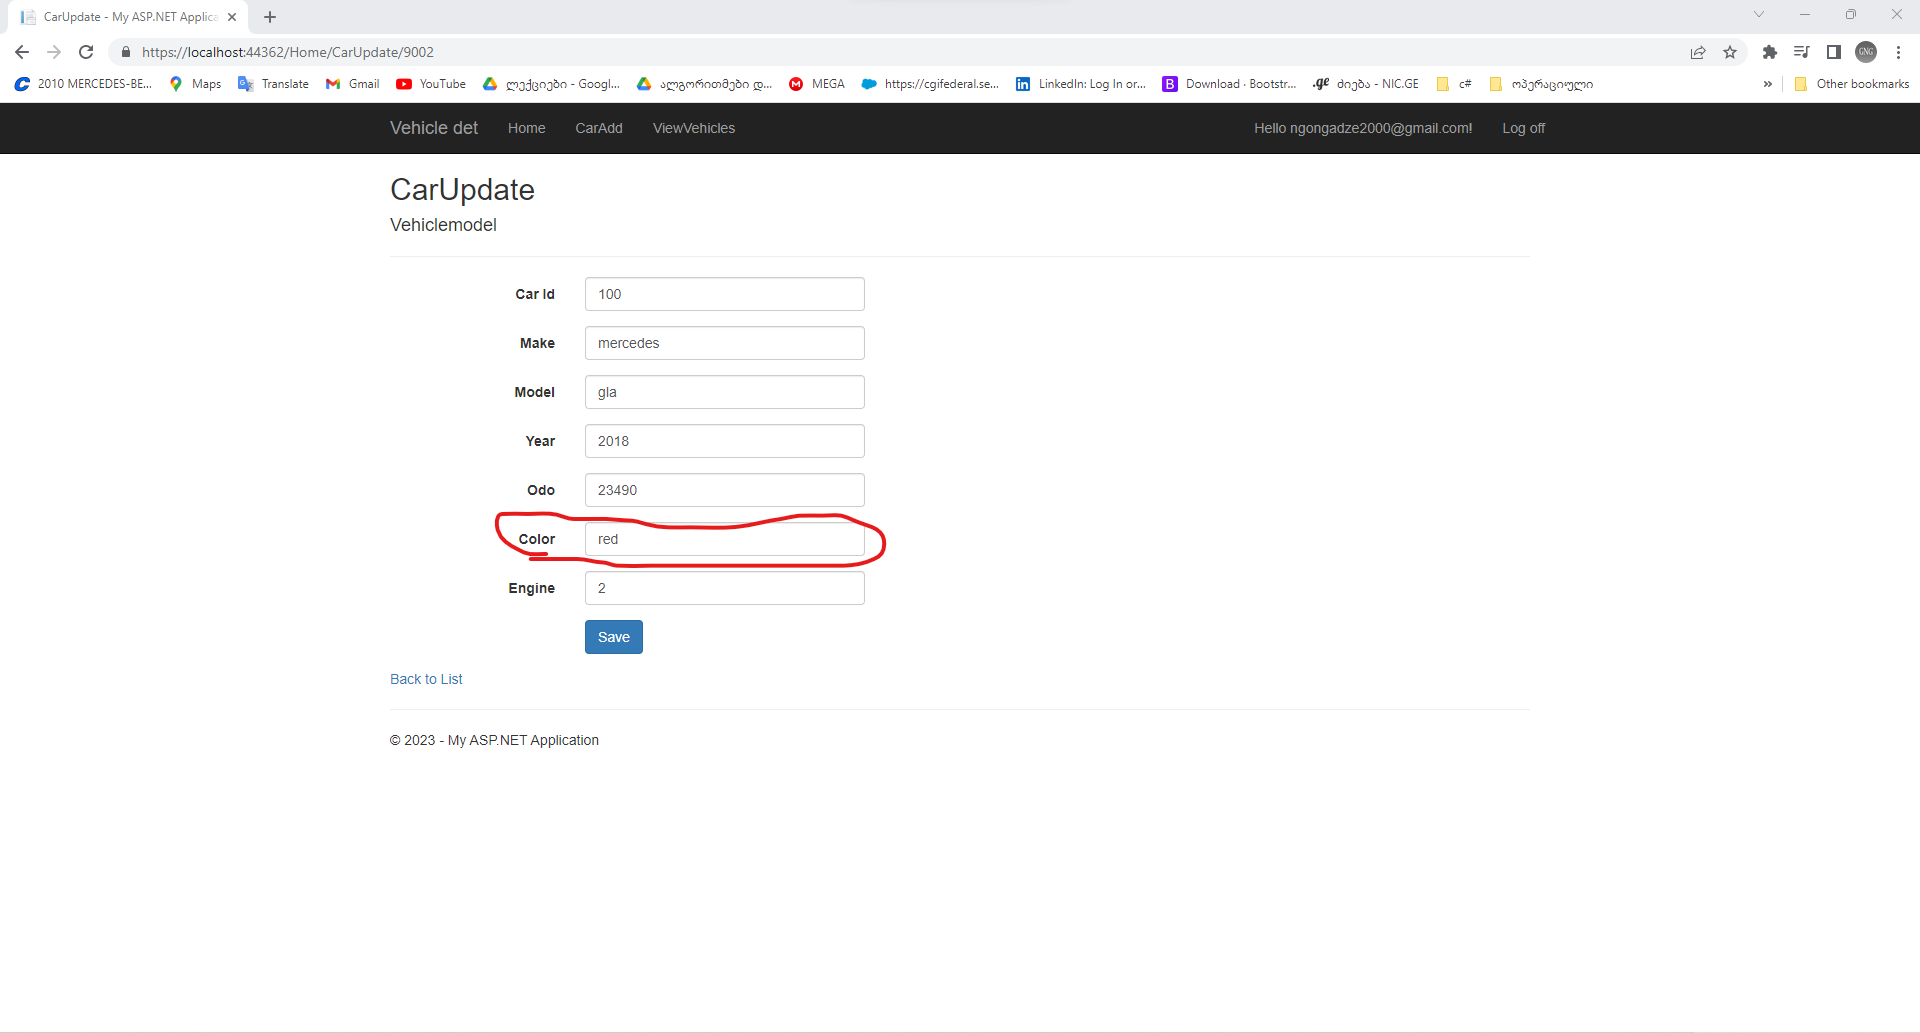 CarUpdate - My ASP.NET Applica
https://localhost:44362/Home/CarUpdate/9002
GNG
2010 MERCEDES-BE... Maps Translate Gmail YouTube ლექციები - Googl... ალგორითმები დ... MEGA https://cgifederal.se... LinkedIn: Log In or... Download · Bootstr... .ge ძიება - NIC.GE c# ოპერაციული » Other bookmarks
Vehicle det Home CarAdd ViewVehicles Hello ngongadze2000@gmail.com! Log off
CarUpdate
Vehiclemodel
Car Id 100
Make mercedes
Model gla
Year 2018
Odo 23490
Color red
Engine 2
Save
Back to List
© 2023 - My ASP.NET Application